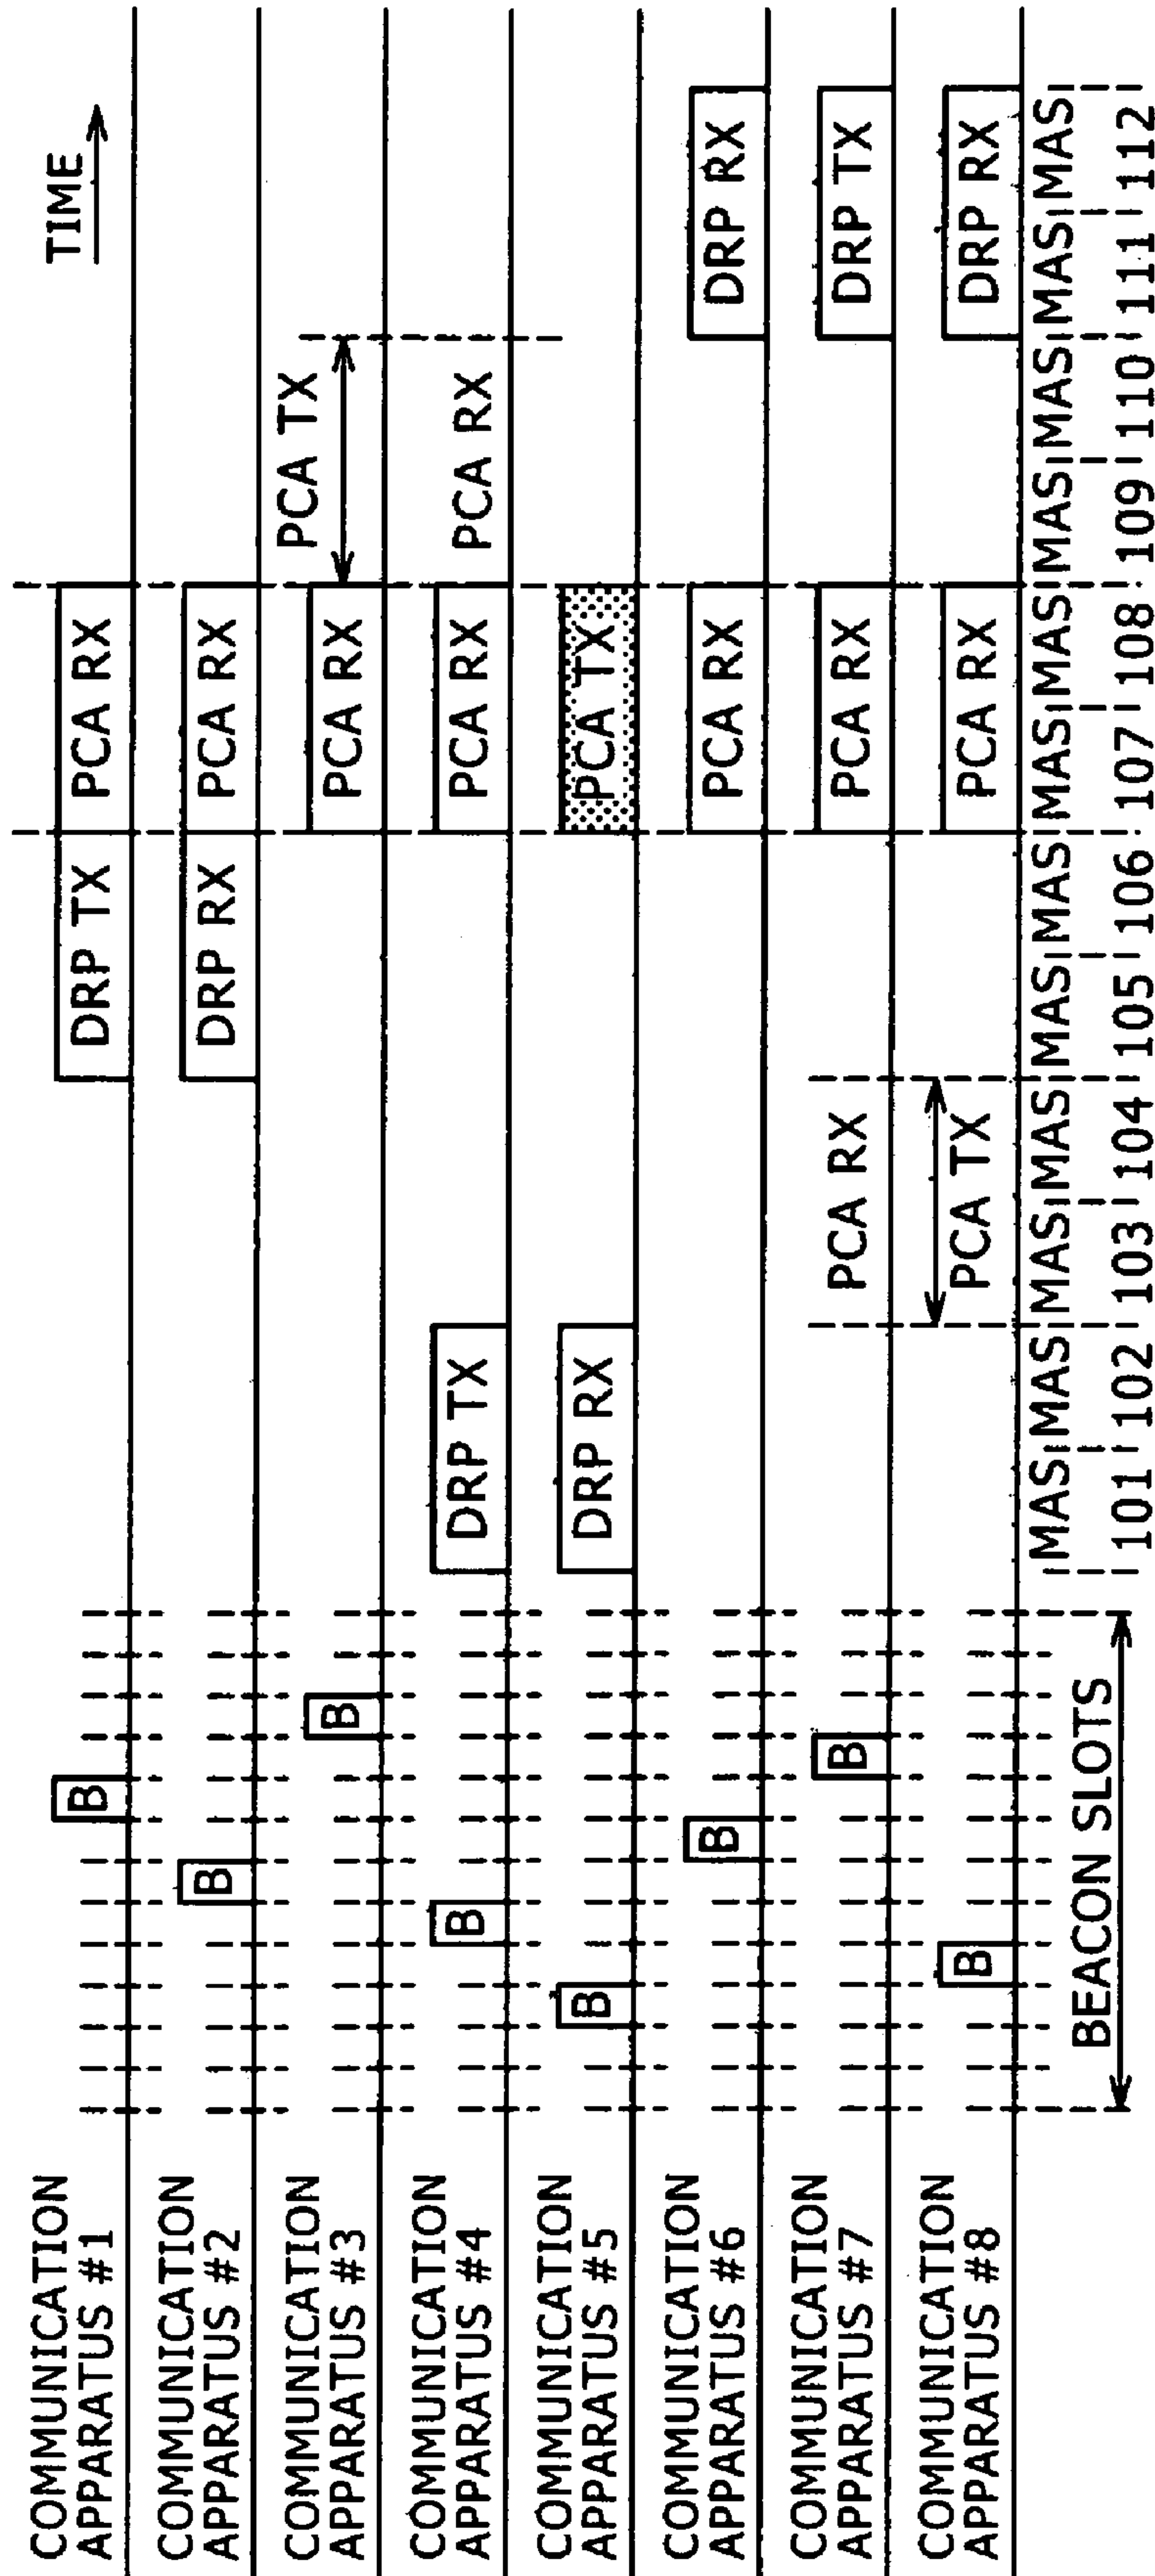 TIME
COMMUNICATION
APPARATUS #1
B
DRP TX
PCA RX
COMMUNICATION
APPARATUS #2
B
DRP RX
PCA RX
COMMUNICATION
APPARATUS #3
B
PCA RX
PCA TX
COMMUNICATION
APPARATUS #4
B
DRP TX
PCA RX
PCA RX
COMMUNICATION
APPARATUS #5
B
DRP RX
PCA TX
COMMUNICATION
APPARATUS #6
B
PCA RX
DRP RX
COMMUNICATION
APPARATUS #7
B
PCA RX
PCA RX
DRP TX
COMMUNICATION
APPARATUS #8
B
PCA TX
PCA RX
DRP RX
MAS MAS MAS MAS MAS MAS MAS MAS MAS MAS MAS MAS
101 102 103 104 105 106 107 108 109 110 111 112
BEACON SLOTS